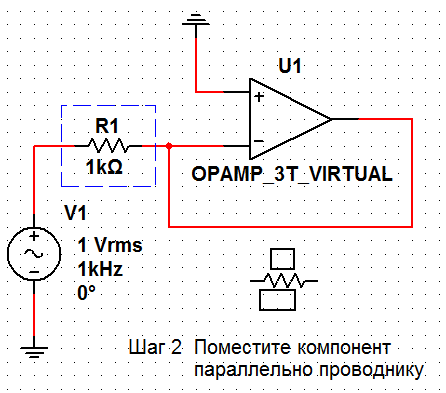 U1
R1
1kΩ
OPAMP_3T_VIRTUAL
V1
1 Vrms
1kHz
0°
Шаг 2 Поместите компонент
параллельно проводнику